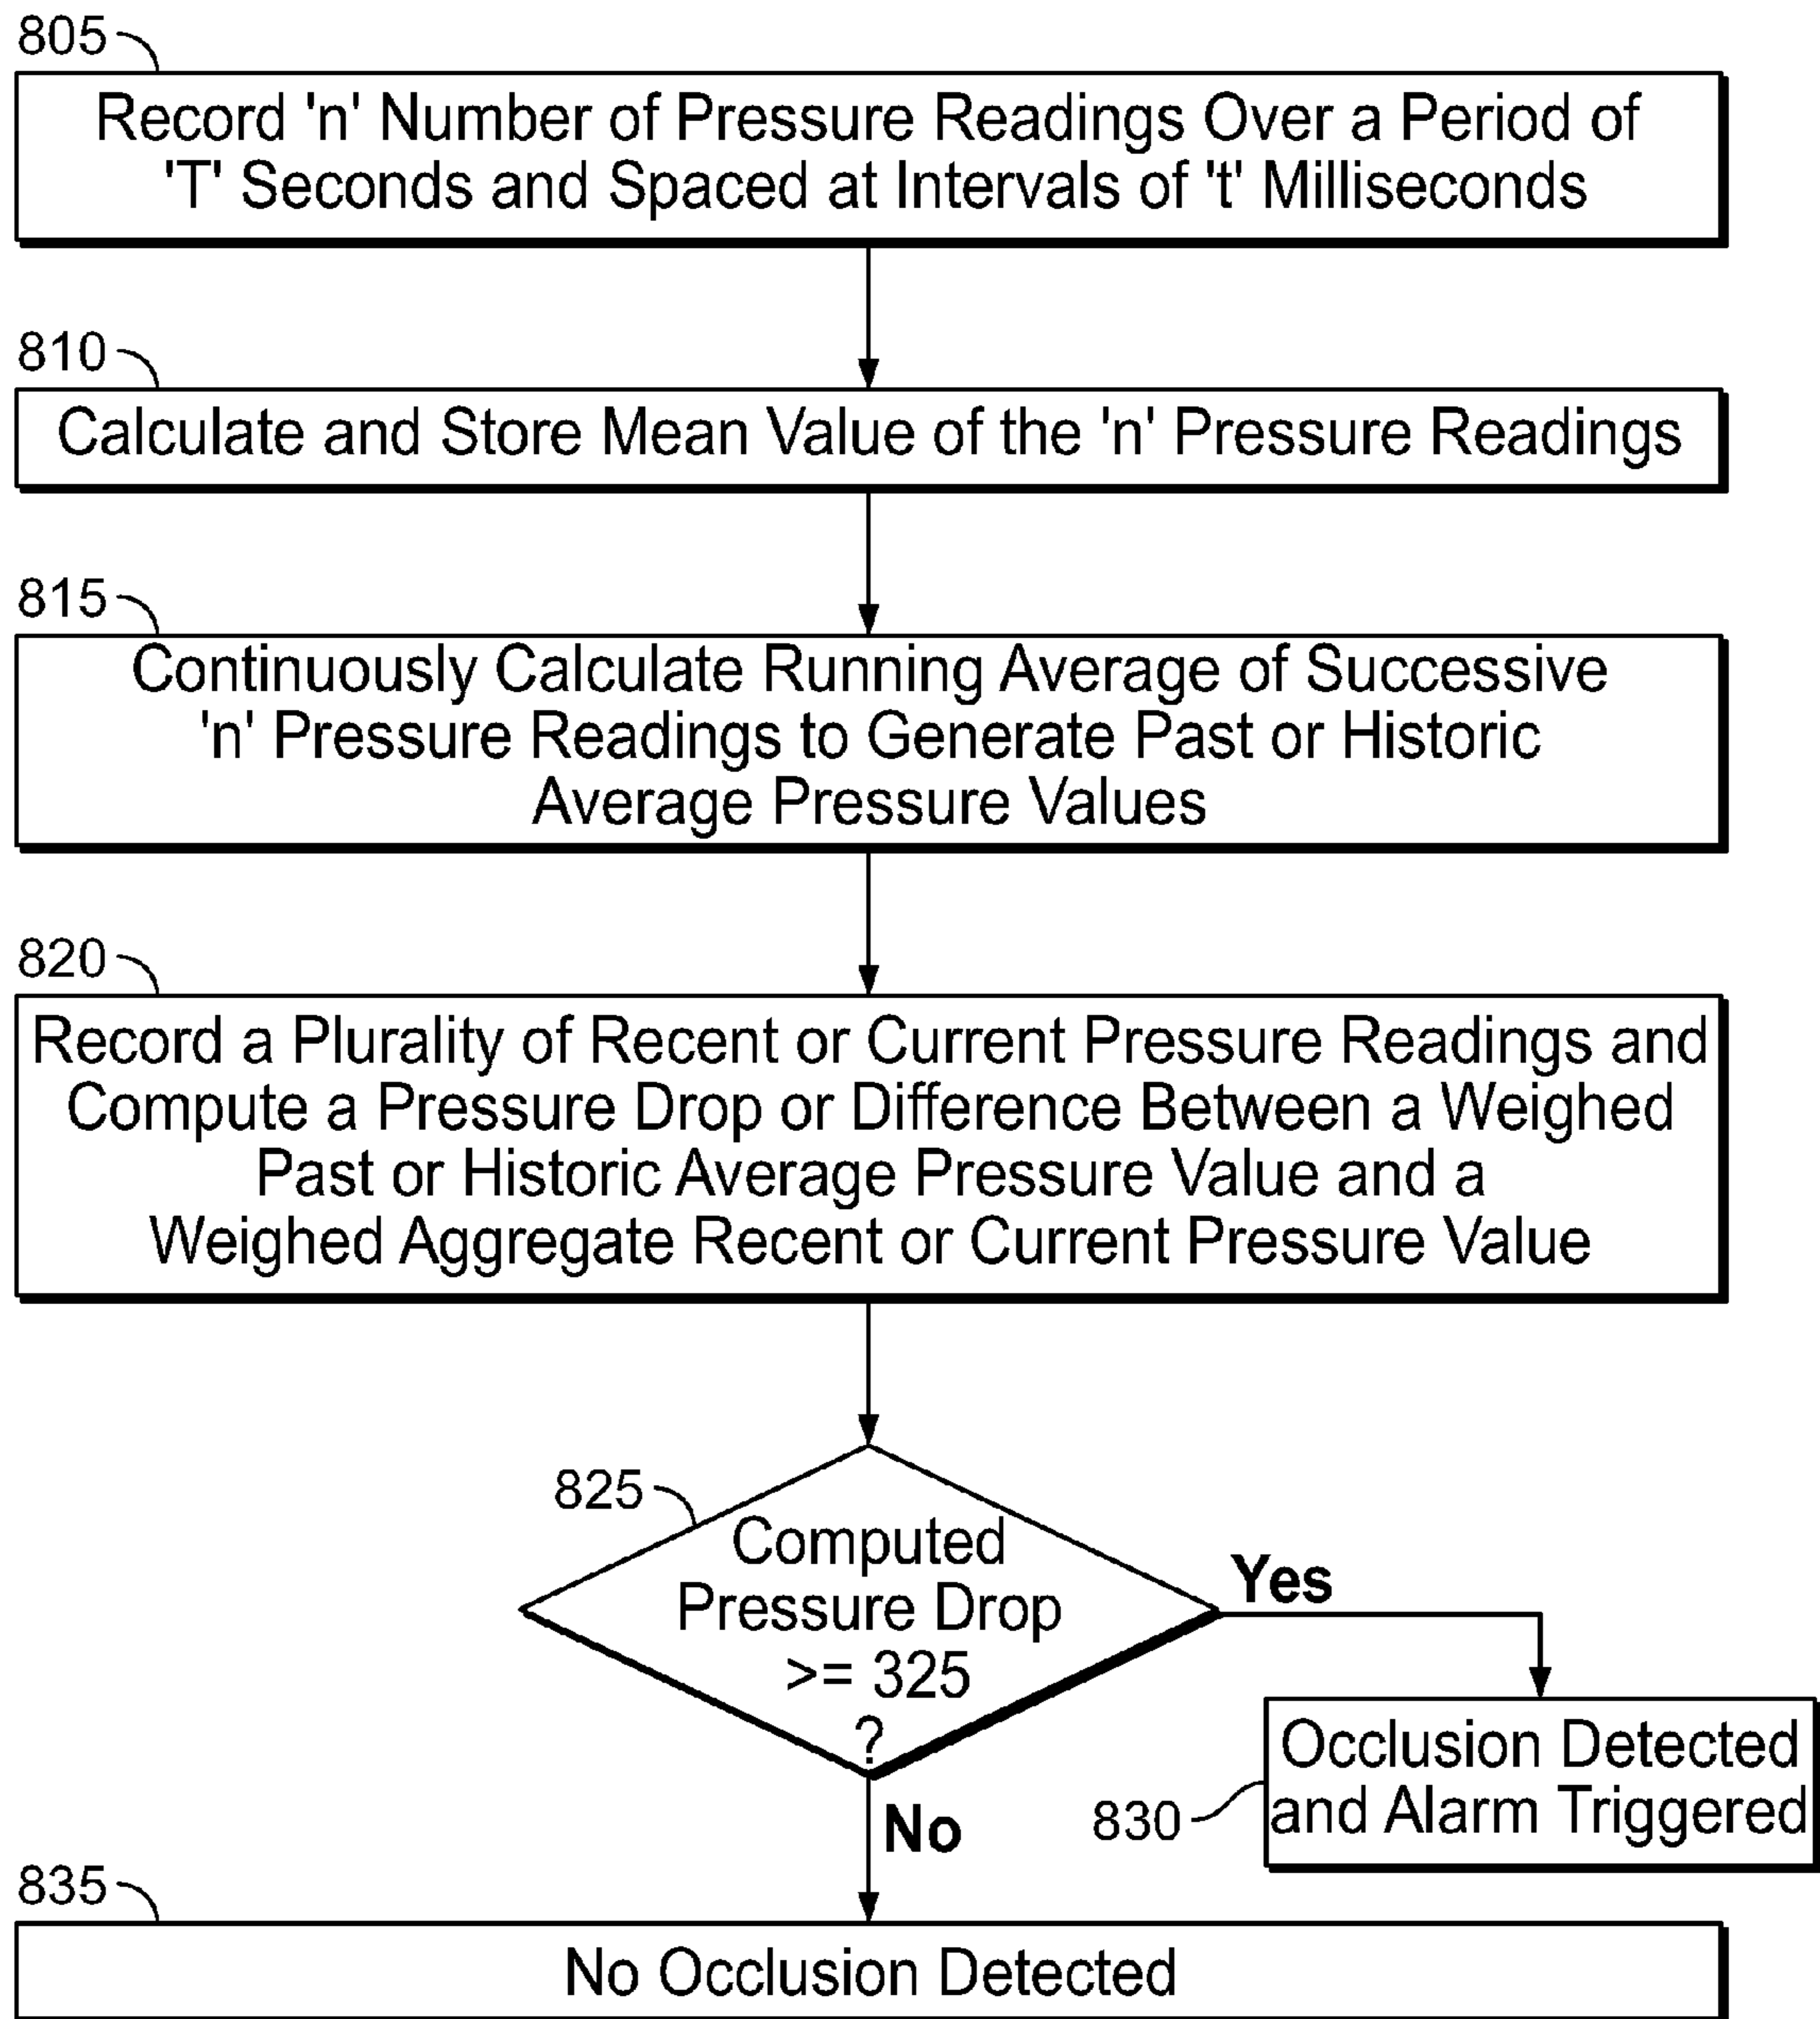 805
Record 'n' Number of Pressure Readings Over a Period of
'T' Seconds and Spaced at Intervals of 't' Milliseconds
810
Calculate and Store Mean Value of the 'n' Pressure Readings
815
Continuously Calculate Running Average of Successive
'n' Pressure Readings to Generate Past or Historic
Average Pressure Values
820
Record a Plurality of Recent or Current Pressure Readings and
Compute a Pressure Drop or Difference Between a Weighed
Past or Historic Average Pressure Value and a
Weighed Aggregate Recent or Current Pressure Value
825
Computed
Pressure Drop
>= 325
?
Yes
Occlusion Detected
and Alarm Triggered
830
No
835
No Occlusion Detected